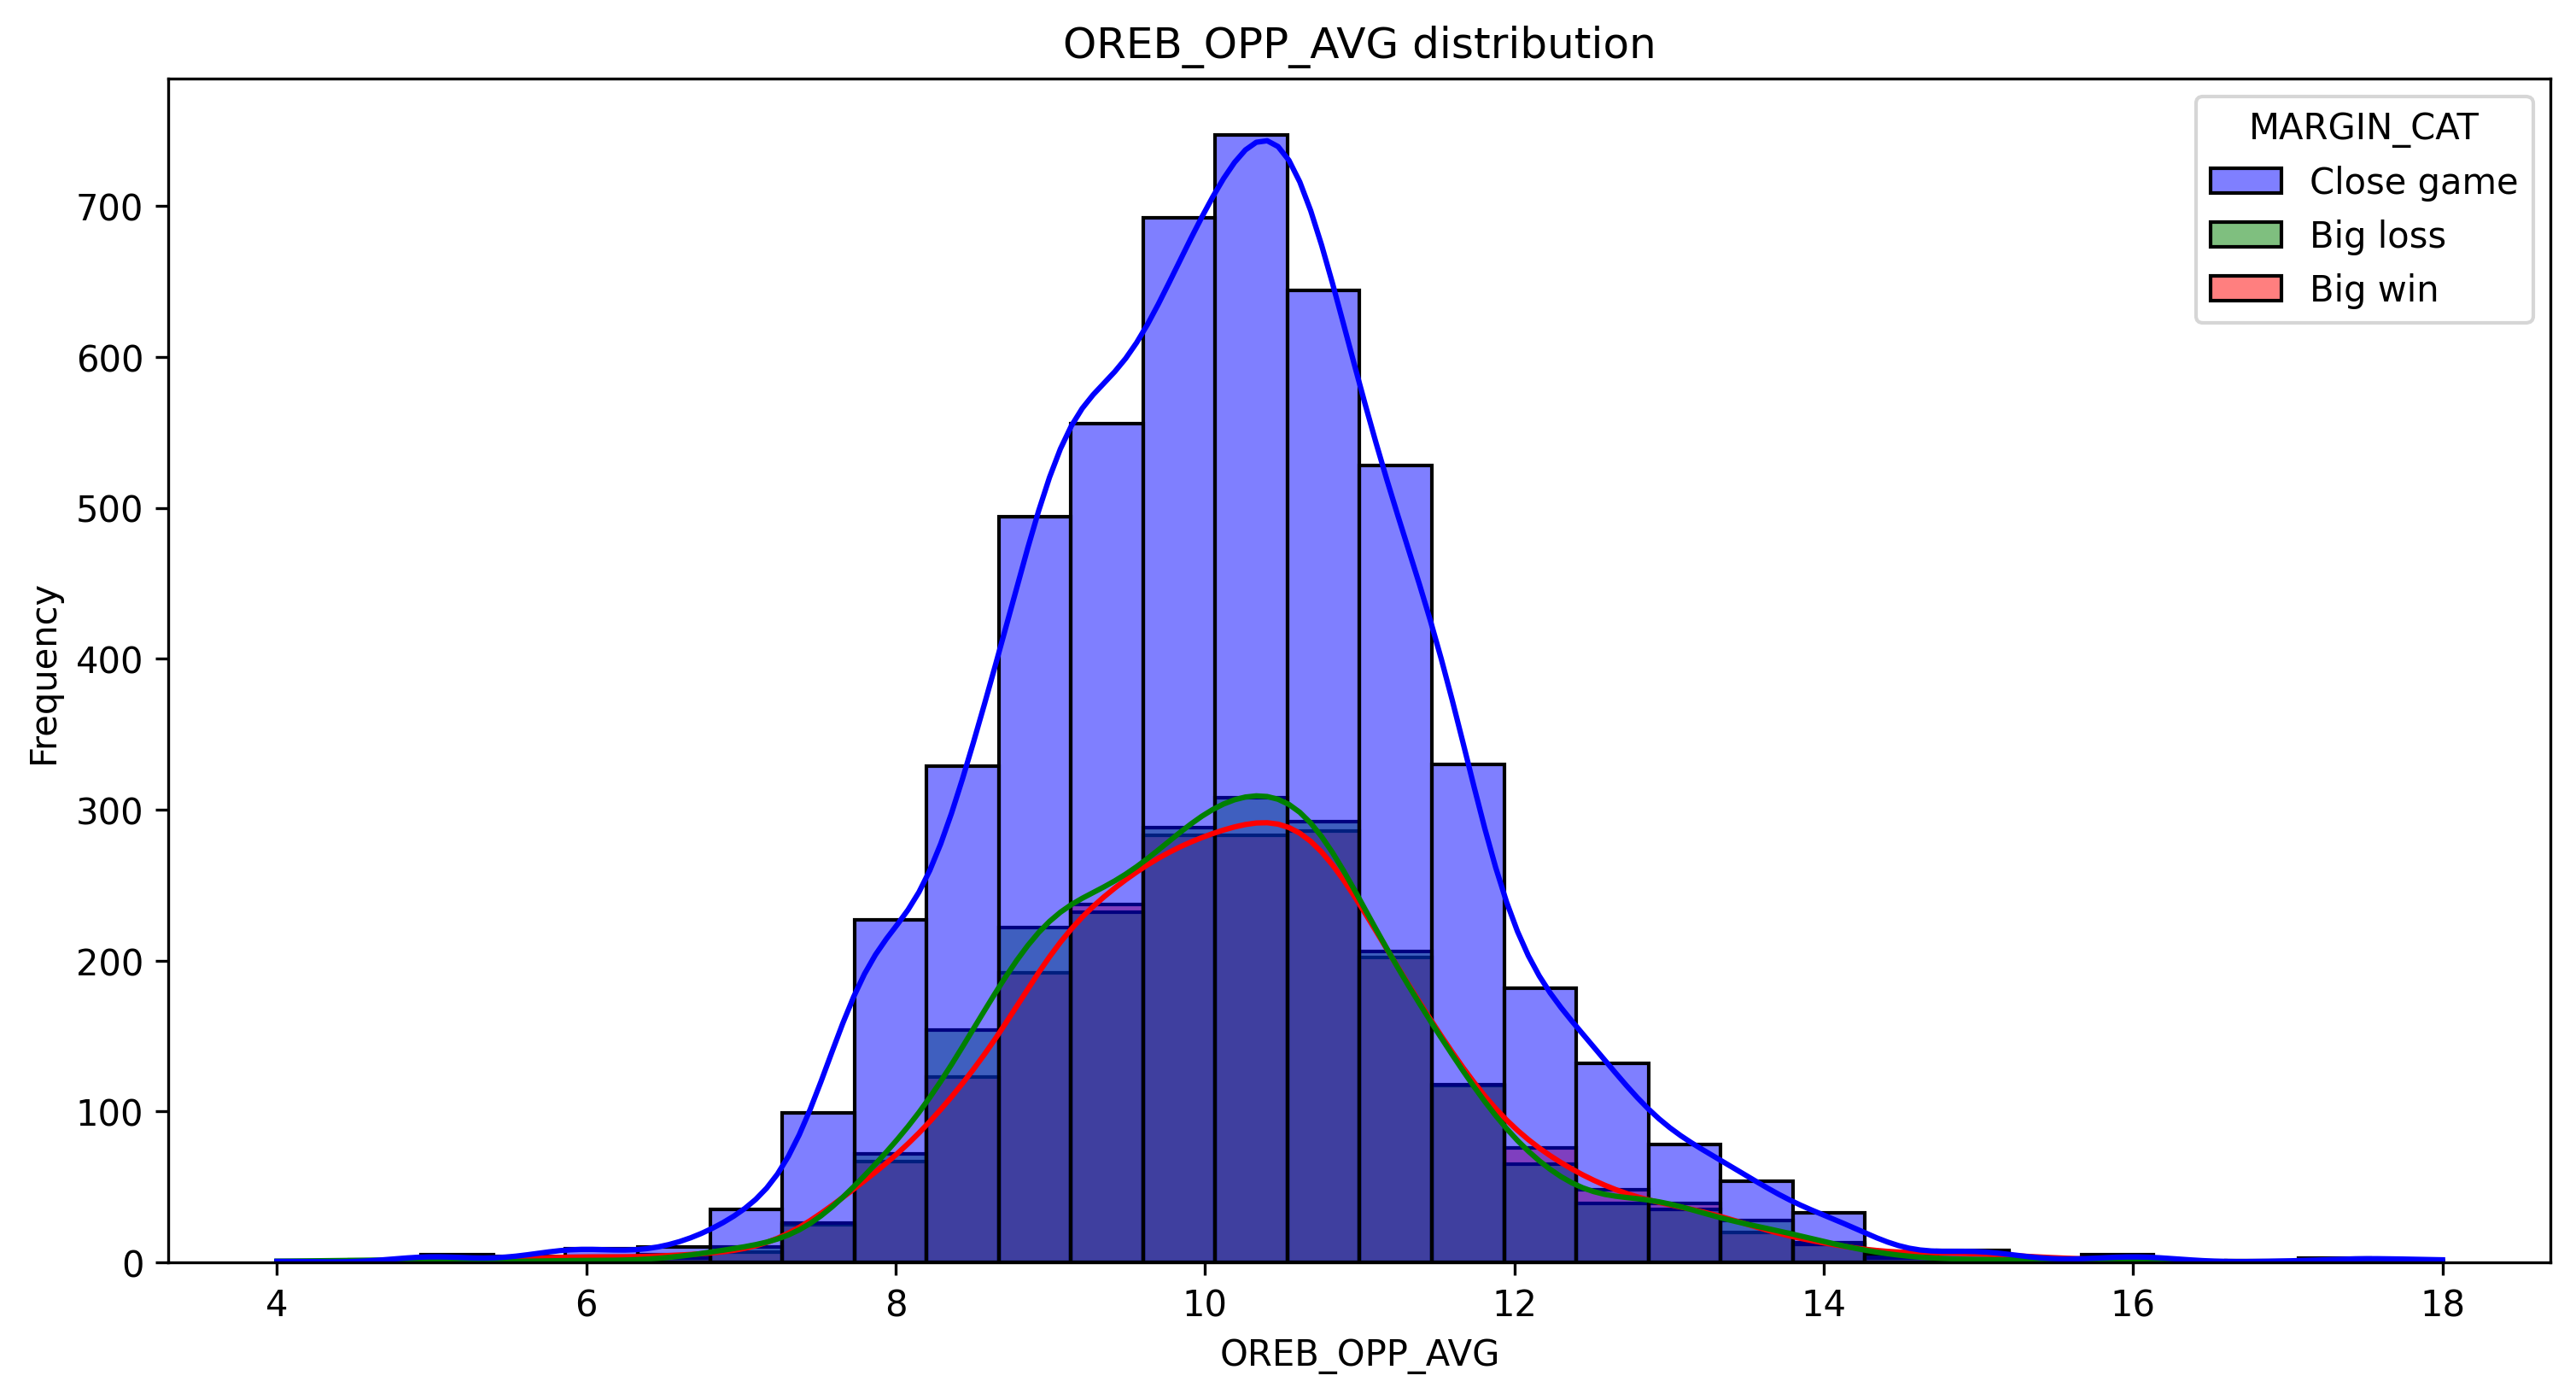 OREB_OPP_AVG distribution
MARGIN_CAT
Close game
Big loss
Big win
Frequency
700
600
500
400
300
200
100
0
4 6 8 10 12 14 16 18
OREB_OPP_AVG